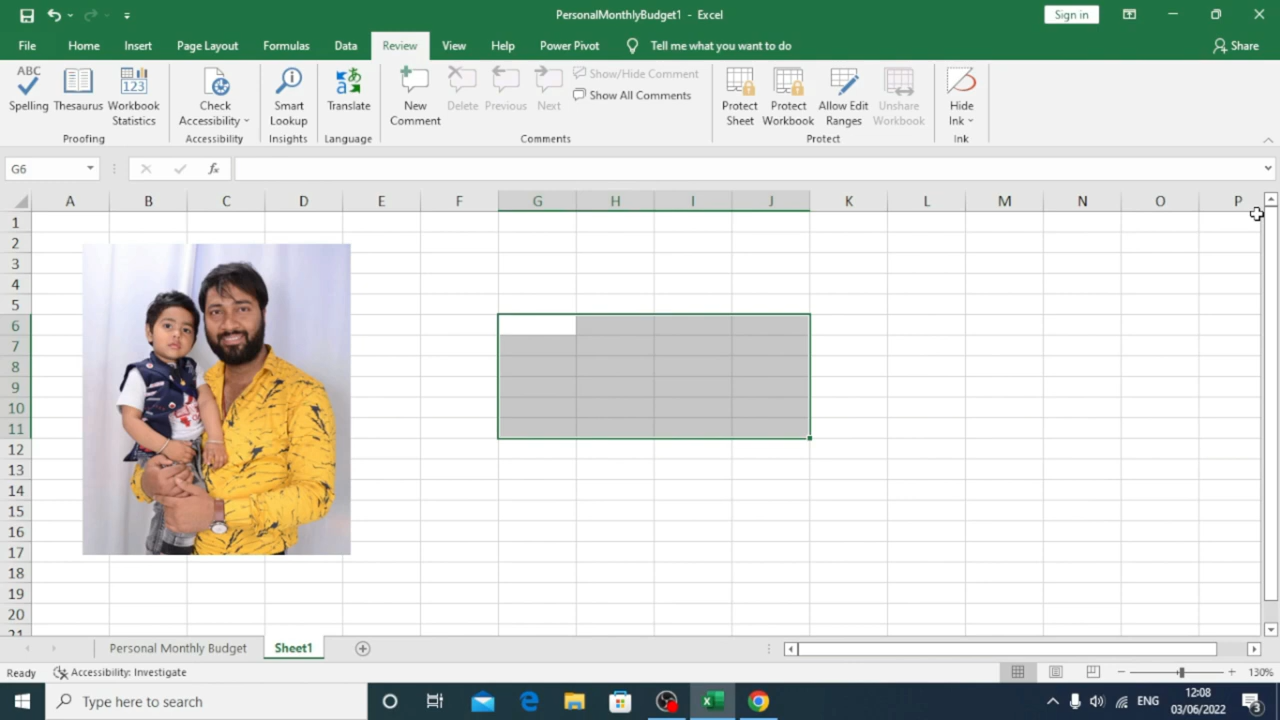 PersonalMonthlyBudget1 - Excel
Sign in
File Home Insert Page Layout Formulas Data Review View Help Power Pivot Tell me what you want to do Share
ABC
Spelling
Thesaurus
123
Workbook Statistics
Proofing
Check Accessibility
Accessibility
Smart Lookup
Insights
Translate
Language
New Comment
Delete
Previous
Next
Show/Hide Comment
Show All Comments
Comments
Protect Sheet
Protect Workbook
Allow Edit Ranges
Unshare Workbook
Protect
Hide Ink
Ink
G6
fx
A B C D E F G H I J K L M N O P
1
2
3
4
5
6
7
8
9
10
11
12
13
14
15
16
17
18
19
20
21
Personal Monthly Budget Sheet1
Ready Accessibility: Investigate 130%
Type here to search
ENG
12:08
03/06/2022
3